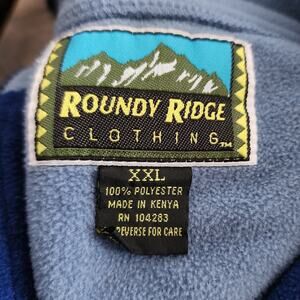 ROUNDY RIDGE
CLOTHING TM
XXL
100% POLYESTER
MADE IN KENYA
RN 104283
REVERSE FOR CARE